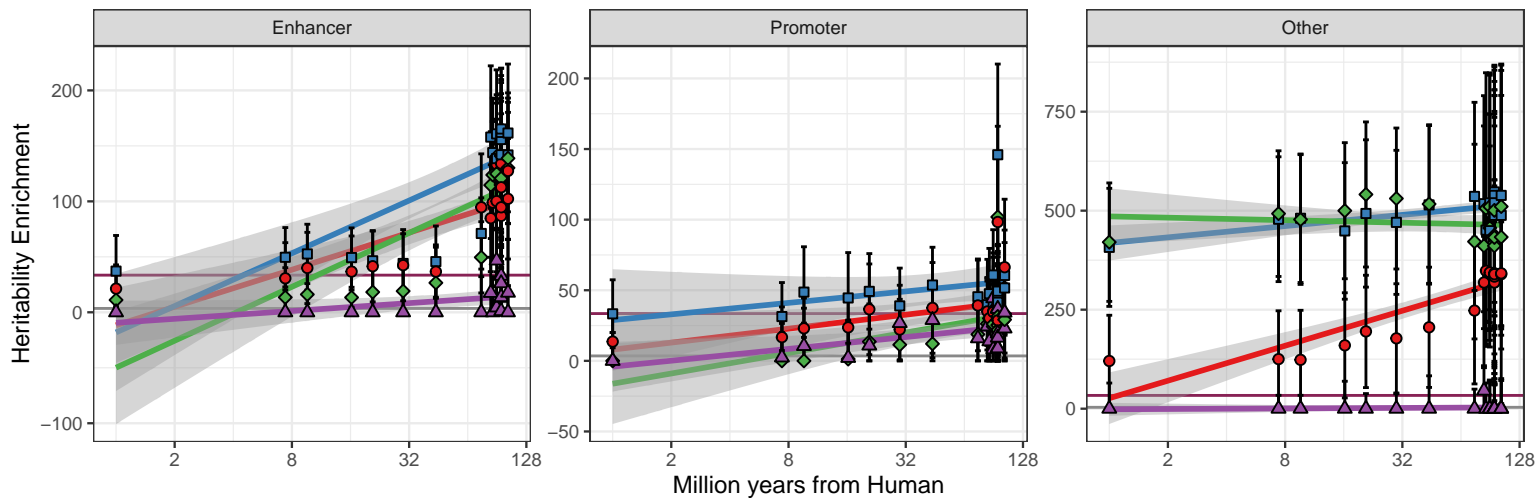 Enhancer Promoter Other
Heritability Enrichment
200
100
0
−100
200
150
100
50
0
−50
750
500
250
0
2 8 32 128
2 8 32 128
2 8 32 128
Million years from Human